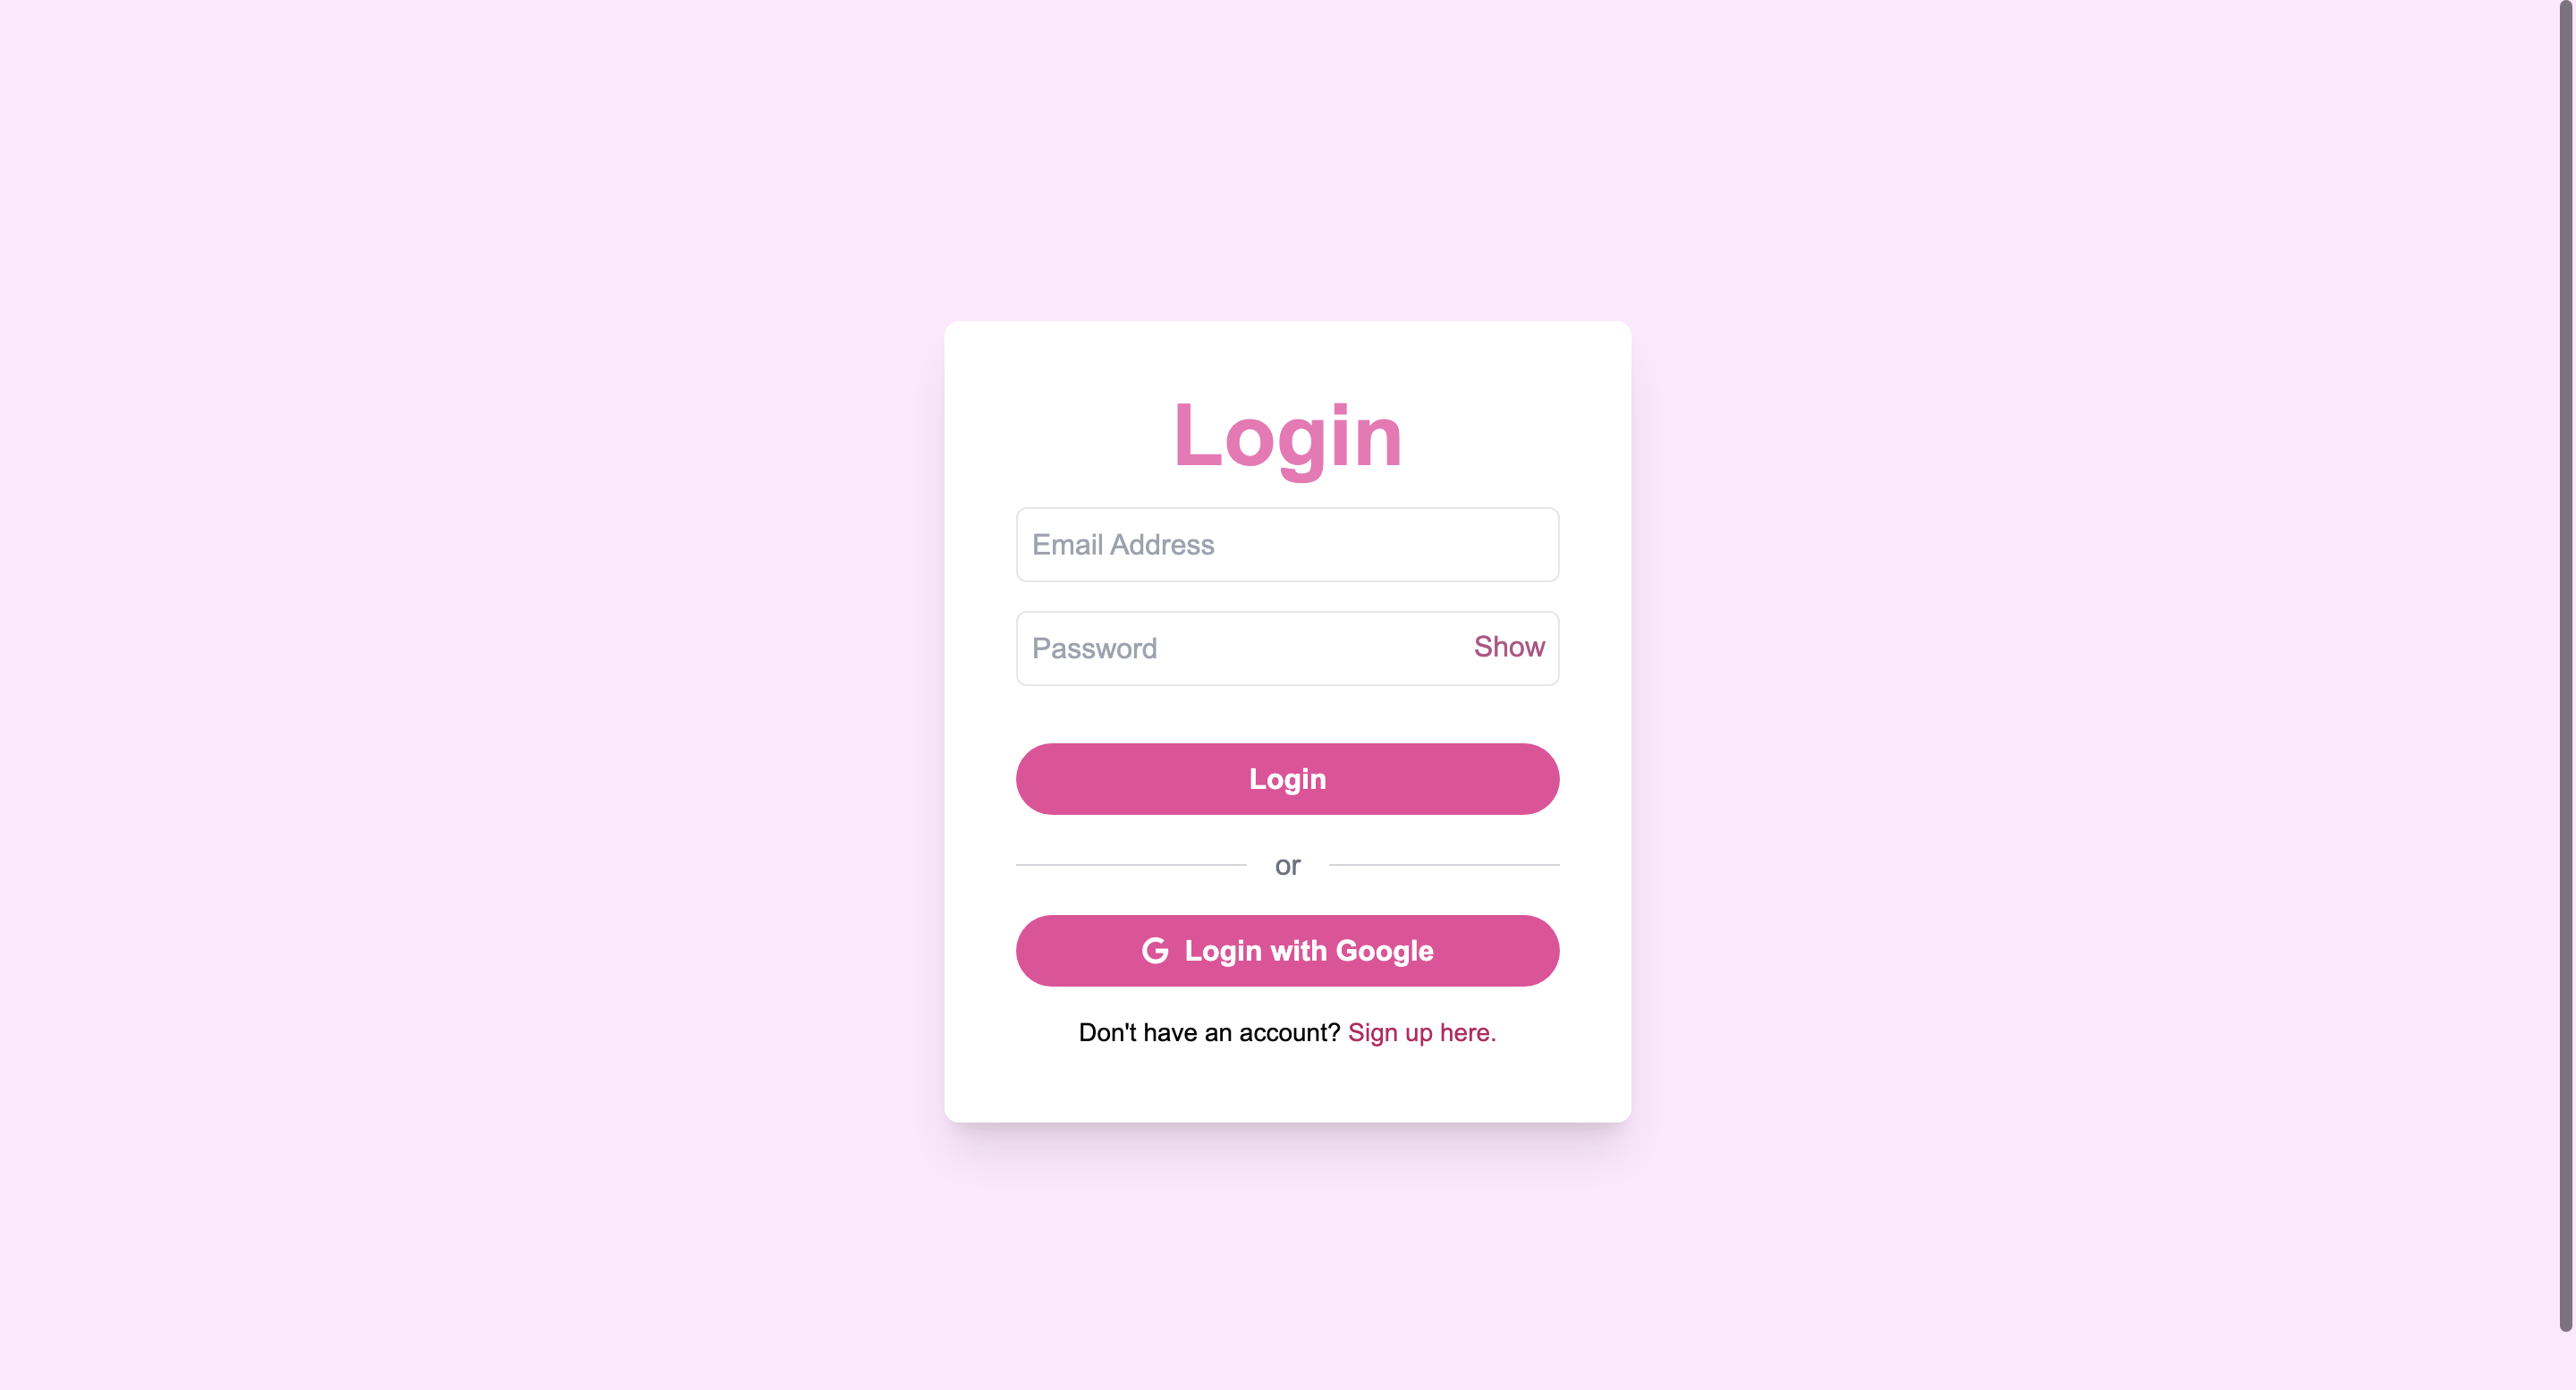 Login
Email Address
Password Show
Login
or
Login with Google
Don't have an account? Sign up here.